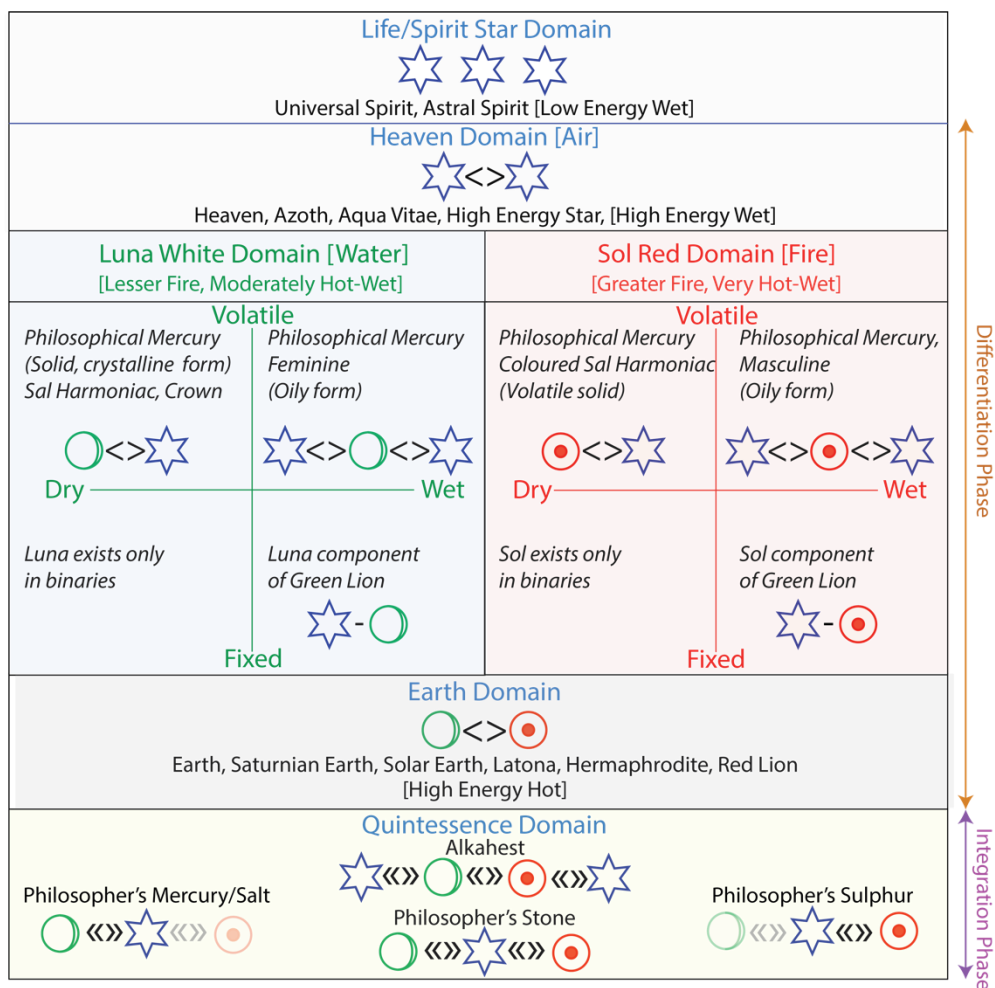 Life/Spirit Star Domain
Universal Spirit, Astral Spirit [Low Energy Wet]
Heaven Domain [Air]
<>
Heaven, Azoth, Aqua Vitae, High Energy Star, [High Energy Wet]
Luna White Domain [Water]
[Lesser Fire, Moderately Hot-Wet]
Sol Red Domain [Fire]
[Greater Fire, Very Hot-Wet]
Volatile
Philosophical Mercury
(Solid, crystalline form)
Sal Harmoniac, Crown
Philosophical Mercury
Feminine
(Oily form)
<>
<> <>
Dry
Wet
Luna exists only
in binaries
Luna component
of Green Lion
-
Fixed
Volatile
Philosophical Mercury
Coloured Sal Harmoniac
(Volatile solid)
Philosophical Mercury,
Masculine
(Oily form)
<>
<> <>
Dry
Wet
Sol exists only
in binaries
Sol component
of Green Lion
-
Fixed
Earth Domain
<>
Earth, Saturnian Earth, Solar Earth, Latona, Hermaphrodite, Red Lion
[High Energy Hot]
Quintessence Domain
Alkahest
«» «» «»
Philosopher's Mercury/Salt
«» «»
Philosopher's Stone
«» «»
Philosopher's Sulphur
«» «»
Differentiation Phase
Integration Phase